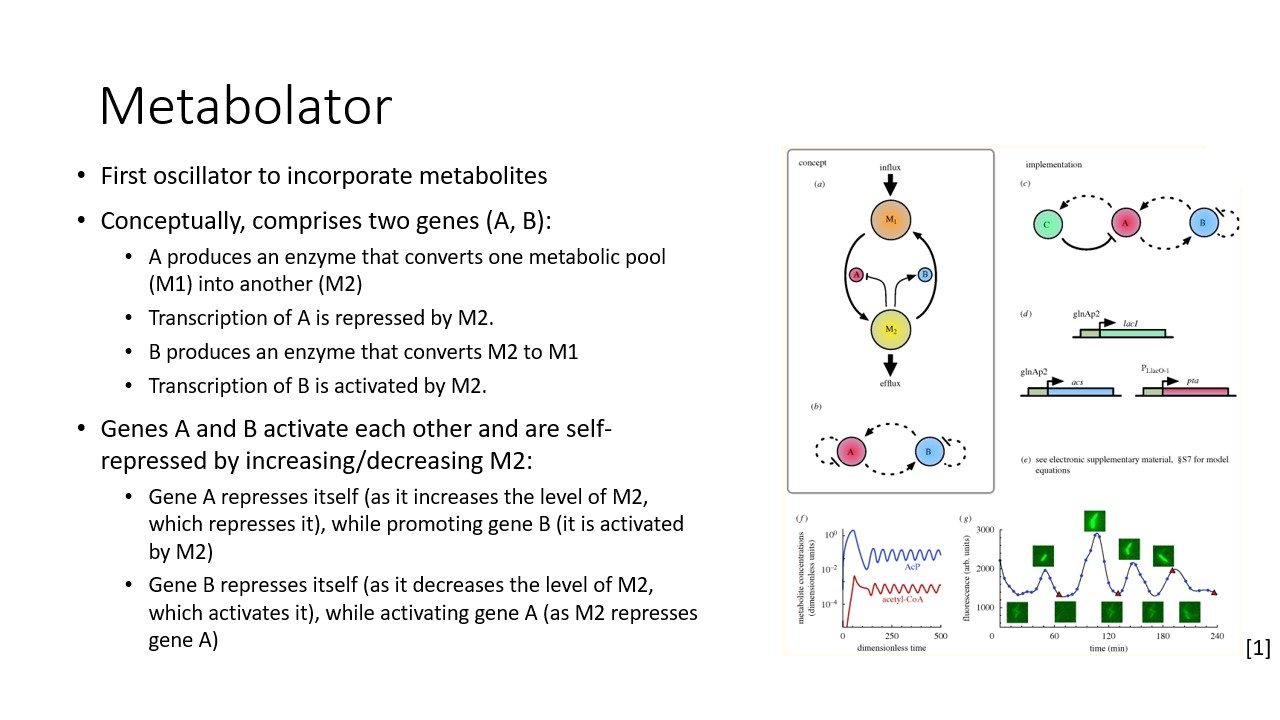 Metabolator
• First oscillator to incorporate metabolites
• Conceptually, comprises two genes (A, B):
• A produces an enzyme that converts one metabolic pool
(M1) into another (M2)
• Transcription of A is repressed by M2.
• B produces an enzyme that converts M2 to M1
• Transcription of B is activated by M2.
• Genes A and B activate each other and are self-
repressed by increasing/decreasing M2:
• Gene A represses itself (as it increases the level of M2,
which represses it), while promoting gene B (it is activated
by M2)
• Gene B represses itself (as it decreases the level of M2,
which activates it), while activating gene A (as M2 represses
gene A)
concept
(a)
influx
M1
A
B
M2
efflux
(b)
A
B
implementation
(c)
C
A
B
(d)
glnAp2
lacI
glnAp2
acs
PLlacO-1
pta
(e) see electronic supplementary material, §S7 for model
equations
(f)
metabolite concentrations
(dimensionless units)
10⁰
10⁻²
10⁻⁴
AcP
acetyl-CoA
0 250 500
dimensionless time
(g)
fluorescence (arb. units)
3000
2000
1000
0 60 120 180 240
time (min)
[1]